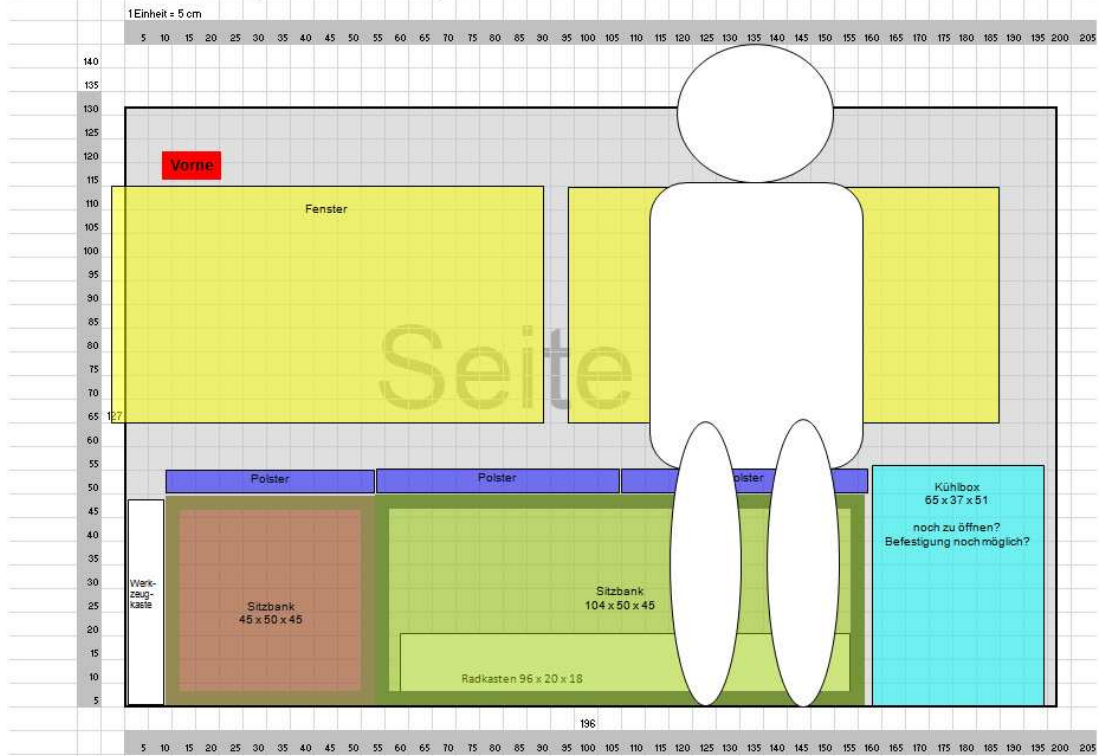 1Einheit = 5 cm
5 10 15 20 25 30 35 40 45 50 55 60 65 70 75 80 85 90 95 100 105 110 115 120 125 130 135 140 145 150 155 160 165 170 175 180 185 190 195 200 205
140
135
130
125
120
Vorne
115
110
Fenster
105
100
95
90
85
Seite
80
75
70
65
127
60
55
50
Polster
Polster
olster
Kühlbox
65 x 37 x 51
noch zu öffnen?
Befestigung noch möglich?
45
40
35
30
25
20
15
10
5
Werk-
zeug-
kaste
Sitzbank
45 x 50 x 45
Sitzbank
104 x 50 x 45
Radkasten 96 x 20 x 18
196
5 10 15 20 25 30 35 40 45 50 55 60 65 70 75 80 85 90 95 100 105 110 115 120 125 130 135 140 145 150 155 160 165 170 175 180 185 190 195 200 205